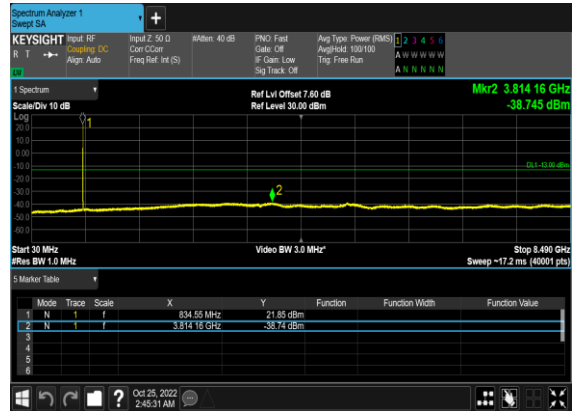 Spectrum Analyzer 1
Swept SA
KEYSIGHT Input: RF Input Z: 50 Ω #Atten: 40 dB PNO: Fast Avg Type: Power (RMS) 1 2 3 4 5 6
R T Coupling: DC Corr CCorr Gate: Off Avg|Hold: 100/100 A W W W W W
Align: Auto Freq Ref: Int (S) IF Gain: Low Trig: Free Run A N N N N N
Sig Track: Off
1 Spectrum Ref Lvl Offset 7.60 dB Mkr2 3.814 16 GHz
Scale/Div 10 dB Ref Level 30.00 dBm -38.745 dBm
Log
20.0
1
10.0
0.00
-10.0
DL1 -13.00 dBm
-20.0
-30.0
2
-40.0
-50.0
-60.0
Start 30 MHz Video BW 3.0 MHz* Stop 8.490 GHz
#Res BW 1.0 MHz Sweep ~17.2 ms (40001 pts)
5 Marker Table
Mode Trace Scale X Y Function Function Width Function Value
1 N 1 f 834.55 MHz 21.85 dBm
2 N 1 f 3.814 16 GHz -38.74 dBm
3
4
5
6
? Oct 25, 2022
2:45:31 AM